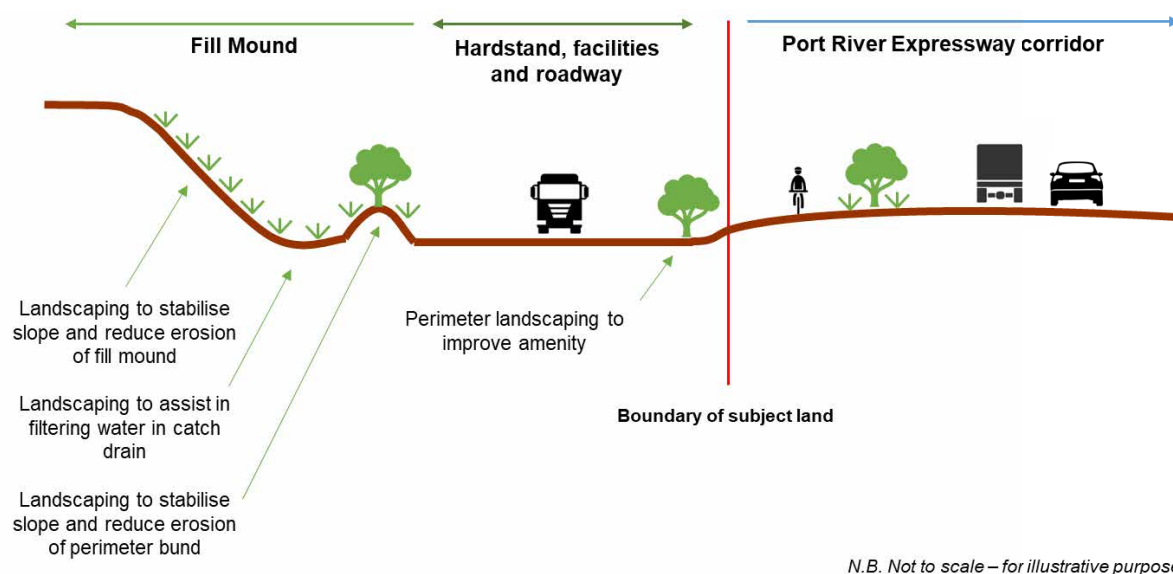 Fill Mound
Hardstand, facilities
and roadway
Port River Expressway corridor
Landscaping to stabilise
slope and reduce erosion
of fill mound
Landscaping to assist in
filtering water in catch
drain
Landscaping to stabilise
slope and reduce erosion
of perimeter bund
Perimeter landscaping to
improve amenity
Boundary of subject land
N.B. Not to scale – for illustrative purpose